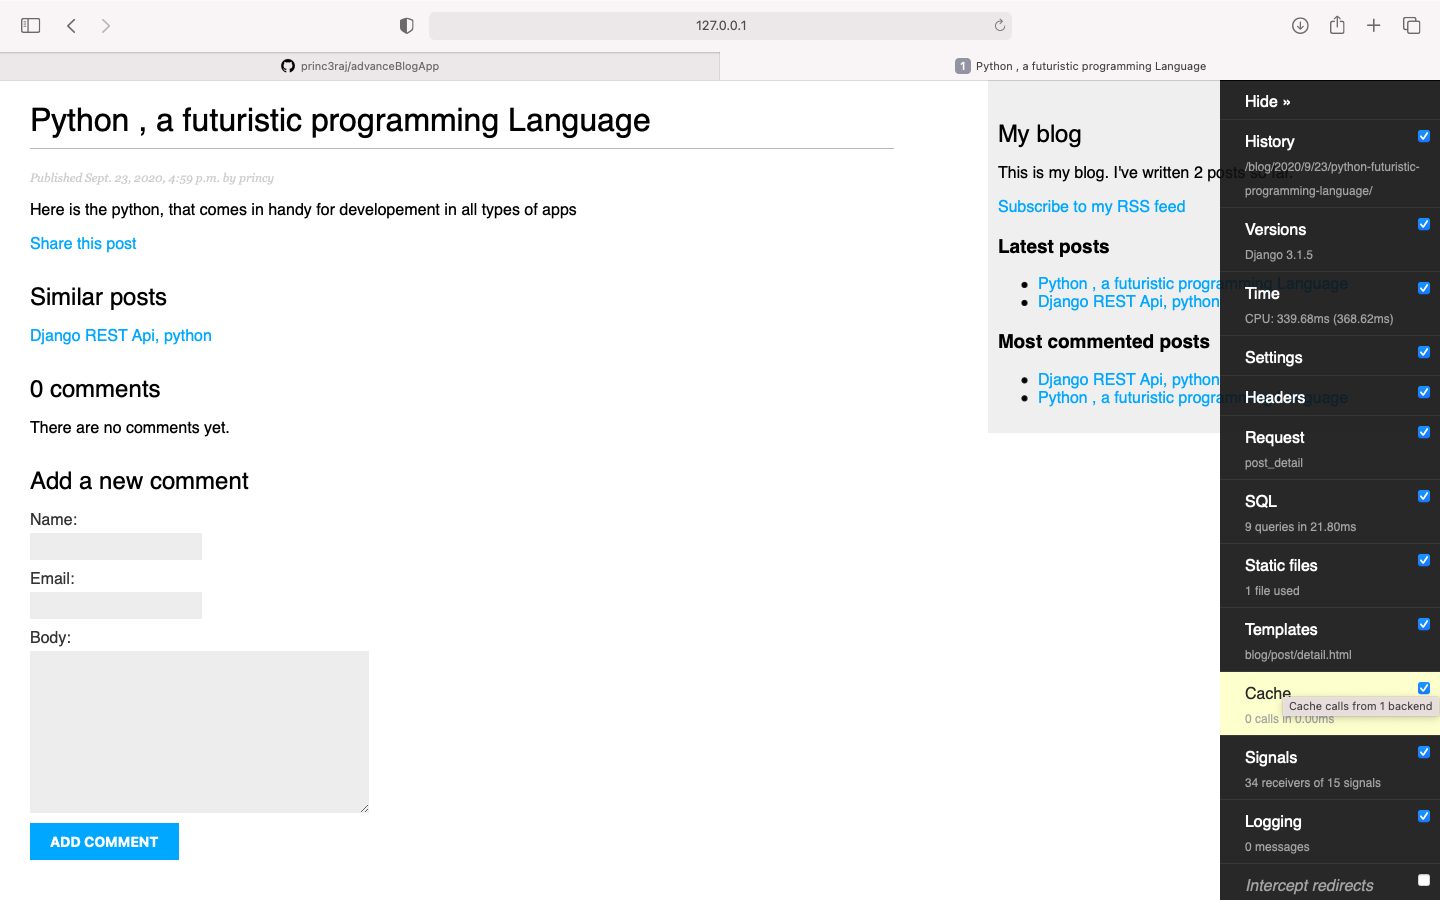 127.0.0.1
princ3raj/advanceBlogApp
1 Python , a futuristic programming Language
Python , a futuristic programming Language
Published Sept. 23, 2020, 4:59 p.m. by princy
Here is the python, that comes in handy for developement in all types of apps
Share this post
Similar posts
Django REST Api, python
0 comments
There are no comments yet.
Add a new comment
Name:
Email:
Body:
ADD COMMENT
My blog
This is my blog. I've written 2 posts so far.
Subscribe to my RSS feed
Latest posts
Python , a futuristic programming Language
Django REST Api, python
Most commented posts
Django REST Api, python
Python , a futuristic programming Language
Hide »
History
/blog/2020/9/23/python-futuristic-
programming-language/
Versions
Django 3.1.5
Time
CPU: 339.68ms (368.62ms)
Settings
Headers
Request
post_detail
SQL
9 queries in 21.80ms
Static files
1 file used
Templates
blog/post/detail.html
Cache
Cache calls from 1 backend
0 calls in 0.00ms
Signals
34 receivers of 15 signals
Logging
0 messages
Intercept redirects